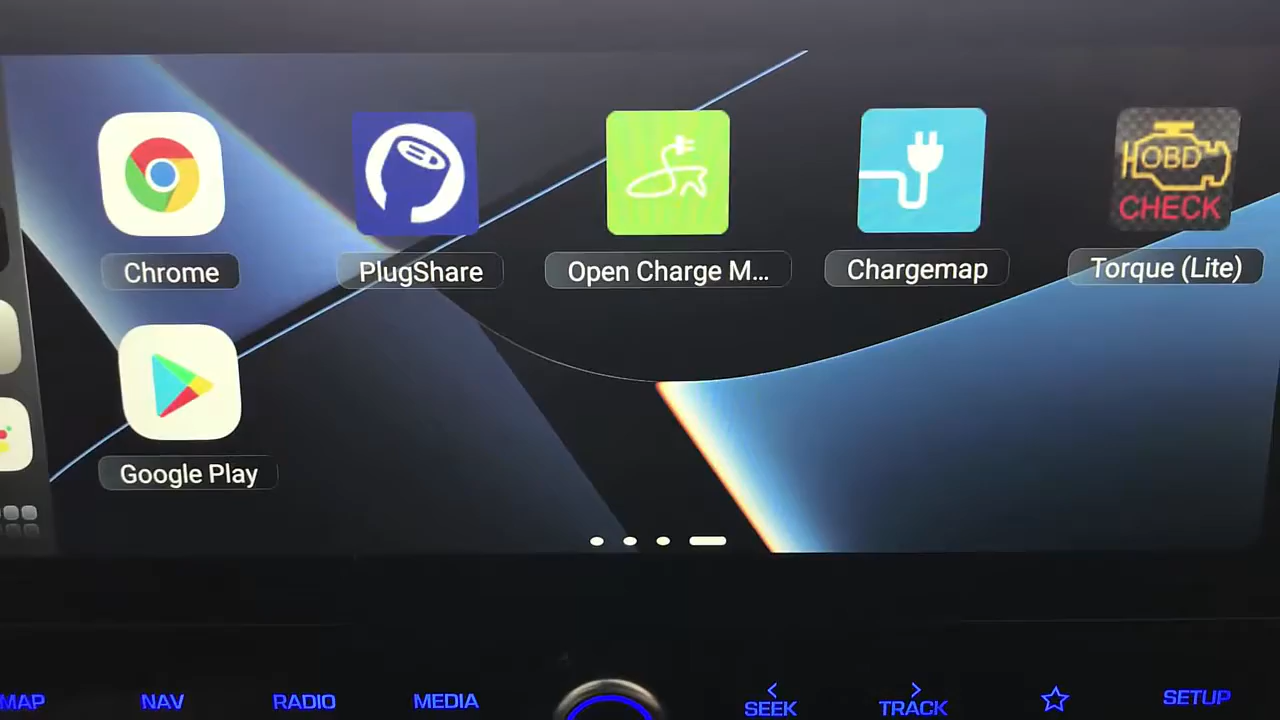 OBD
CHECK
Chrome
PlugShare
Open Charge M...
Chargemap
Torque (Lite)
Google Play
MAP
NAV
RADIO
MEDIA
< SEEK
> TRACK
SETUP